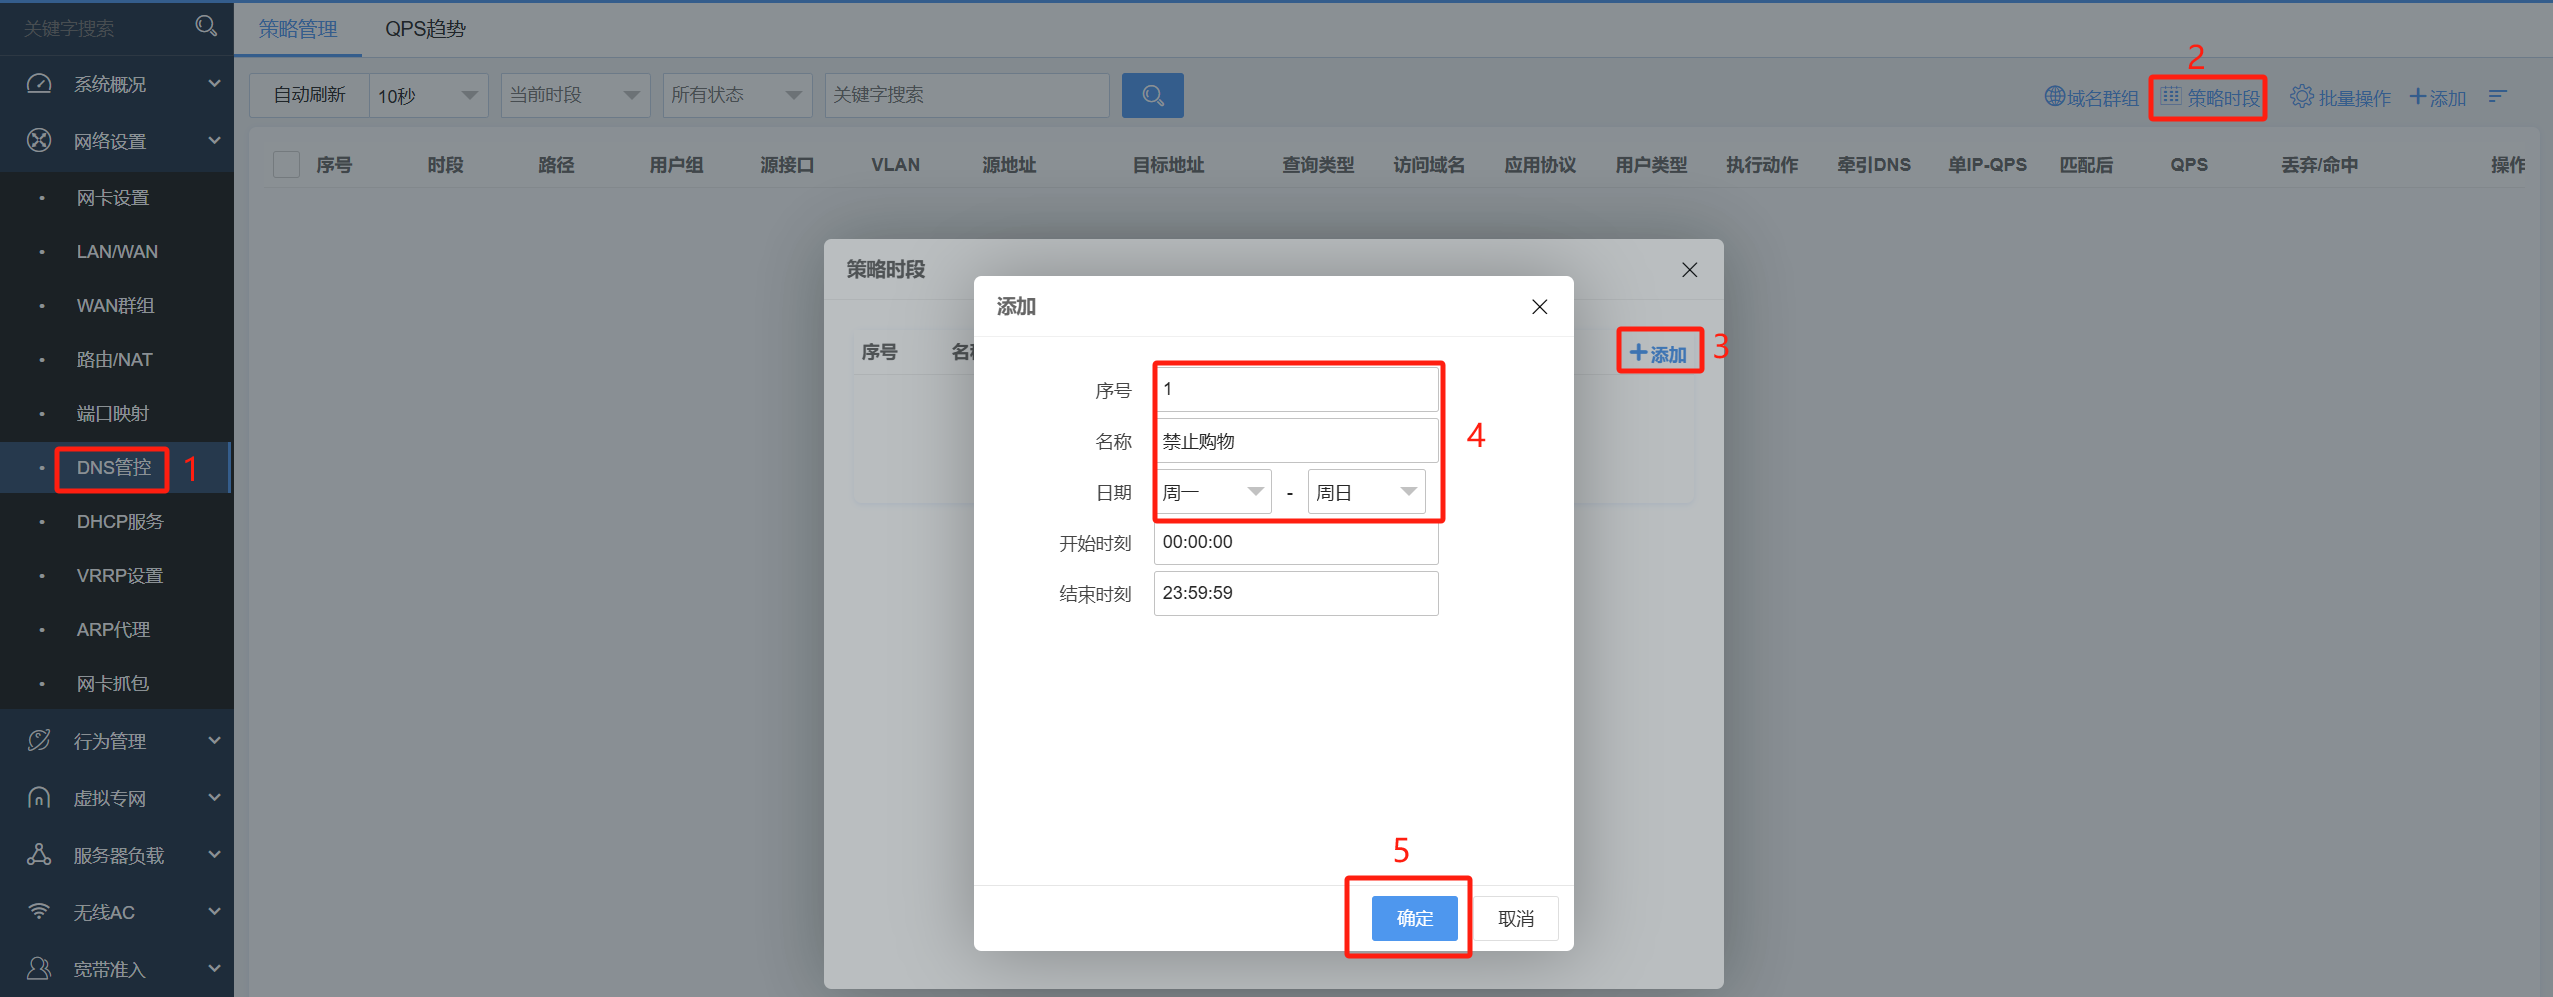 关键字搜索
系统概况
网络设置
网卡设置
LAN/WAN
WAN群组
路由/NAT
端口映射
DNS管控 1
DHCP服务
VRRP设置
ARP代理
网卡抓包
行为管理
虚拟专网
服务器负载
无线AC
宽带准入
策略管理 QPS趋势
2
自动刷新 10秒 当前时段 所有状态 关键字搜索 域名群组 策略时段 批量操作 添加
序号 时段 路径 用户组 源接口 VLAN 源地址 目标地址 查询类型 访问域名 应用协议 用户类型 执行动作 牵引DNS 单IP-QPS 匹配后 QPS 丢弃/命中 操作
策略时段
序号 名 添加 3
添加
序号 1
名称 禁止购物 4
日期 周一 - 周日
开始时刻 00:00:00
结束时刻 23:59:59
5
确定 取消